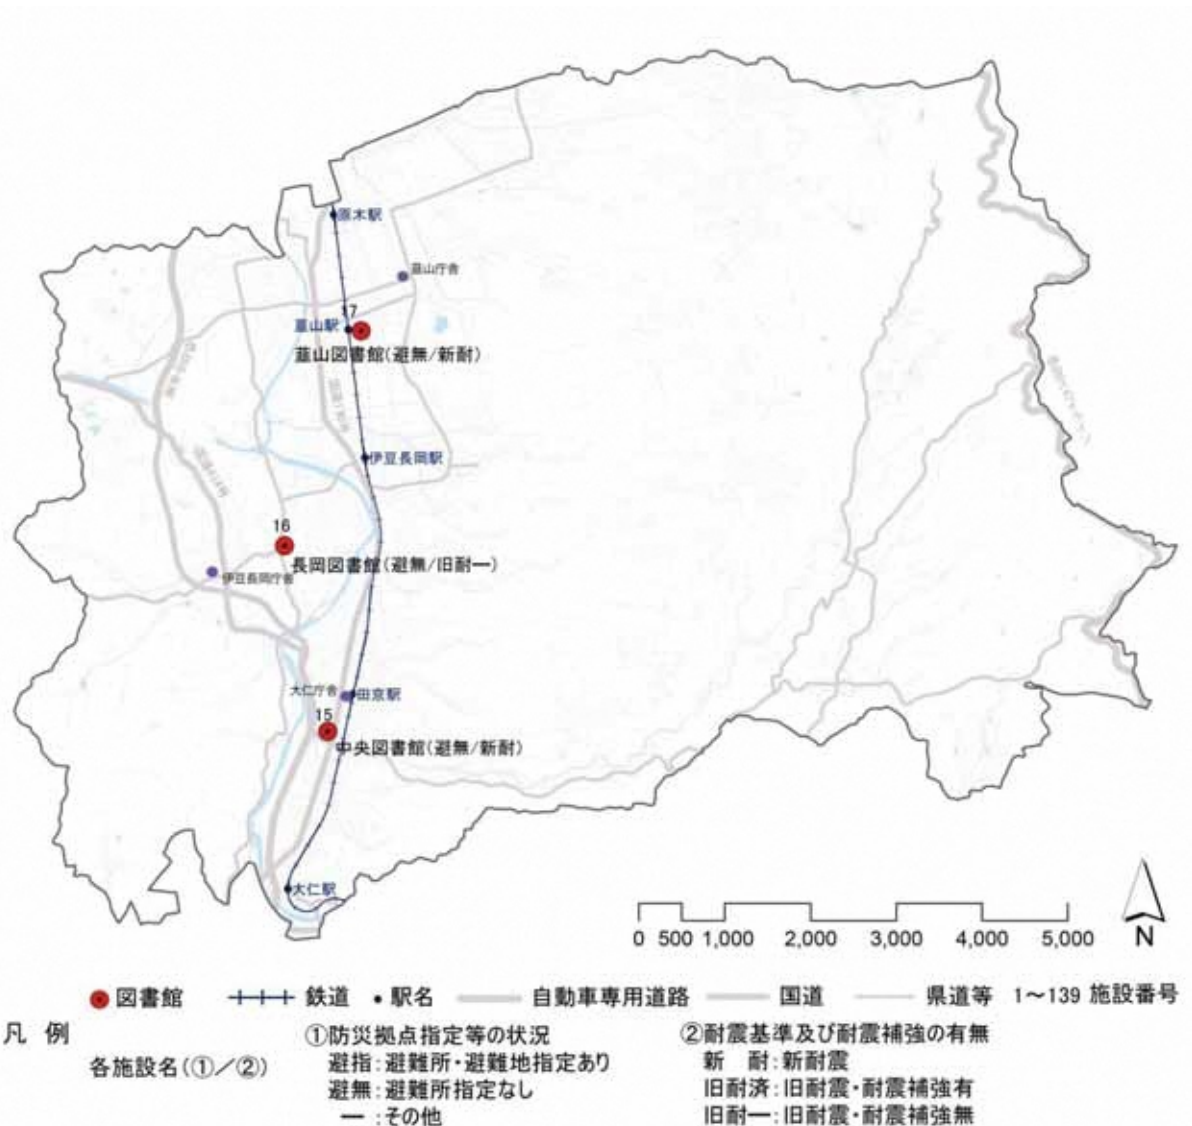 原木駅
韮山庁舎
17
韮山駅
韮山図書館(避無/新耐)
伊豆長岡駅
16
長岡図書館(避無/旧耐ー)
伊豆長岡庁舎
大仁庁舎
田京駅
15
中央図書館(避無/新耐)
大仁駅
0 500 1,000 2,000 3,000 4,000 5,000
N
図書館 鉄道 駅名 自動車専用道路 国道 県道等 1〜139 施設番号
凡 例
各施設名(①/②)
①防災拠点指定等の状況
避指:避難所・避難地指定あり
避無:避難所指定なし
ー:その他
②耐震基準及び耐震補強の有無
新 耐:新耐震
旧耐済:旧耐震・耐震補強有
旧耐ー:旧耐震・耐震補強無